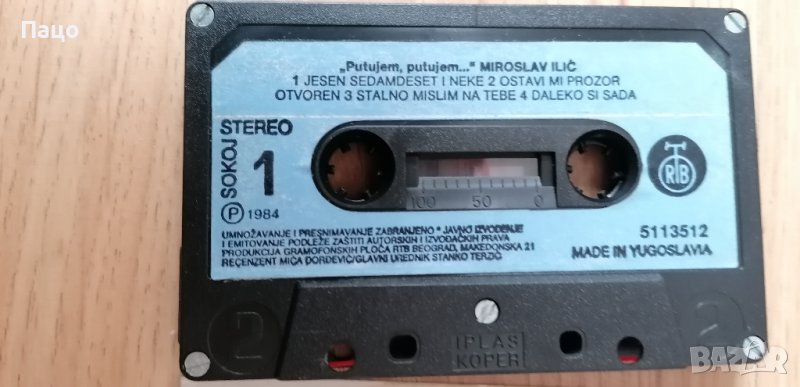 Пацо
„Putujem, putujem..." MIROSLAV ILIĆ
1 JESEN SEDAMDESET I NEKE 2 OSTAVI MI PROZOR
OTVOREN 3 STALNO MISLIM NA TEBE 4 DALEKO SI SADA
STEREO
SOKOJ
1
P 1984
100 50 0
RTB
UMNOŽAVANJE I PRESNIMAVANJE ZABRANJENO * JAVNO IZVOĐENJE
I EMITOVANJE PODLEŽE ZAŠTITI AUTORSKIH I IZVOĐAČKIH PRAVA
PRODUKCIJA GRAMOFONSKIH PLOČA RTB BEOGRAD, MAKEDONSKA 21
RECENZENT MIĆA ĐORĐEVIĆ/GLAVNI UREDNIK STANKO TERZIĆ
5113512
MADE IN YUGOSLAVIA
2
IPLAS
KOPER
2
BAZAR